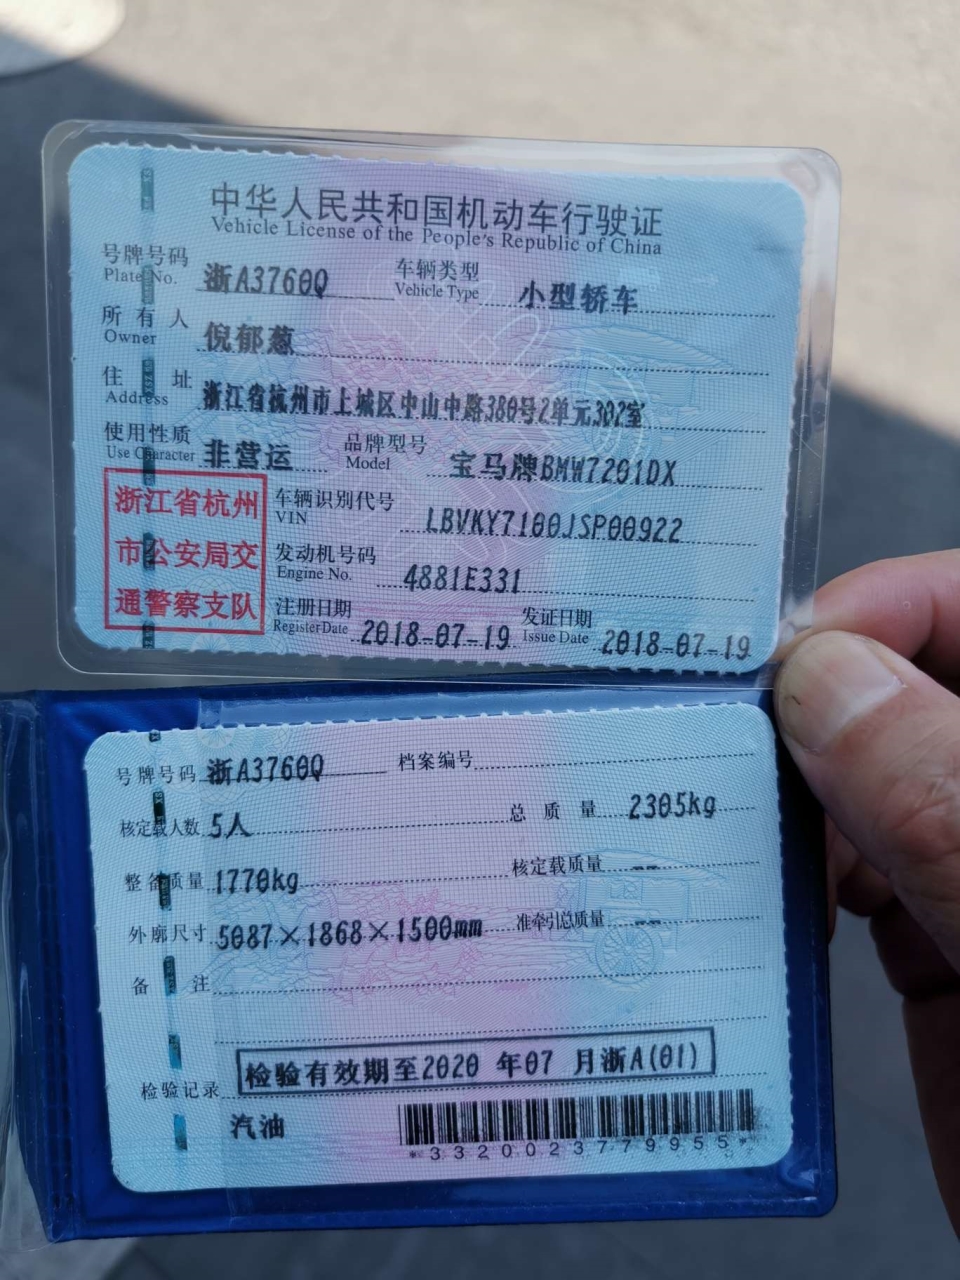 中华人民共和国机动车行驶证
Vehicle License of the People's Republic of China
号牌号码 浙A3760Q 车辆类型 小型轿车
Plate No. Vehicle Type
所有人 倪郁葱
Owner
住址 浙江省杭州市上城区中山中路380号2单元302室
Address
使用性质 非营运 品牌型号 宝马牌BMW7201DX
Use Character Model
浙江省杭州
市公安局交
通警察支队
车辆识别代号 LBVKY7100JSP00922
VIN
发动机号码 4881E331
Engine No.
注册日期 2018-07-19 发证日期 2018-07-19
Register Date Issue Date
号牌号码 浙A3760Q 档案编号
核定载人数 5人 总质量 2305kg
整备质量 1770kg 核定载质量 --
外廓尺寸 5087×1868×1500mm 准牵引总质量 --
备注
检验记录 检验有效期至2020 年07 月浙A(01)
汽油
*3320023779955*